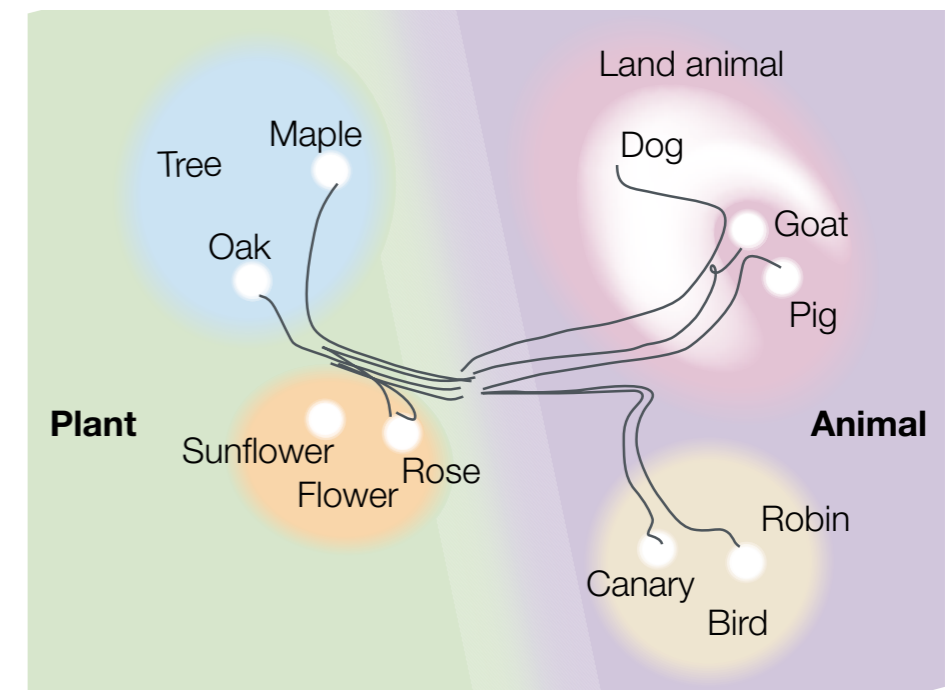 Land animal
Maple
Dog
Tree
Goat
Oak
Pig
Plant
Animal
Sunflower
Rose
Flower
Robin
Canary
Bird